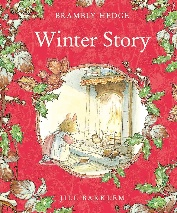 BRAMBLY HEDGE
Winter Story
JILL BARKLEM